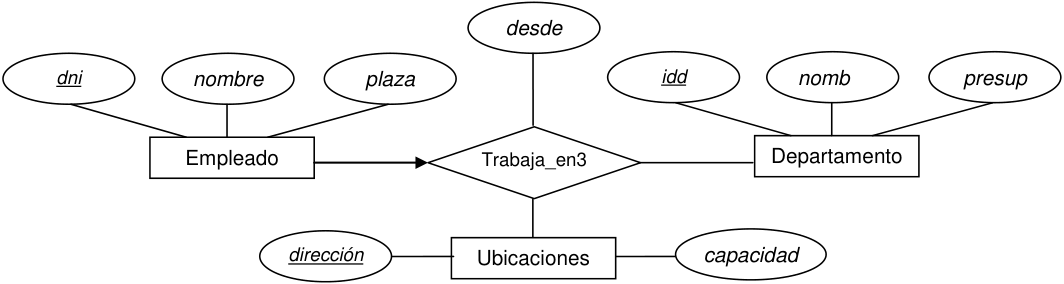 desde
dni
nombre
plaza
idd
nomb
presup
Empleado
Trabaja_en3
Departamento
dirección
Ubicaciones
capacidad